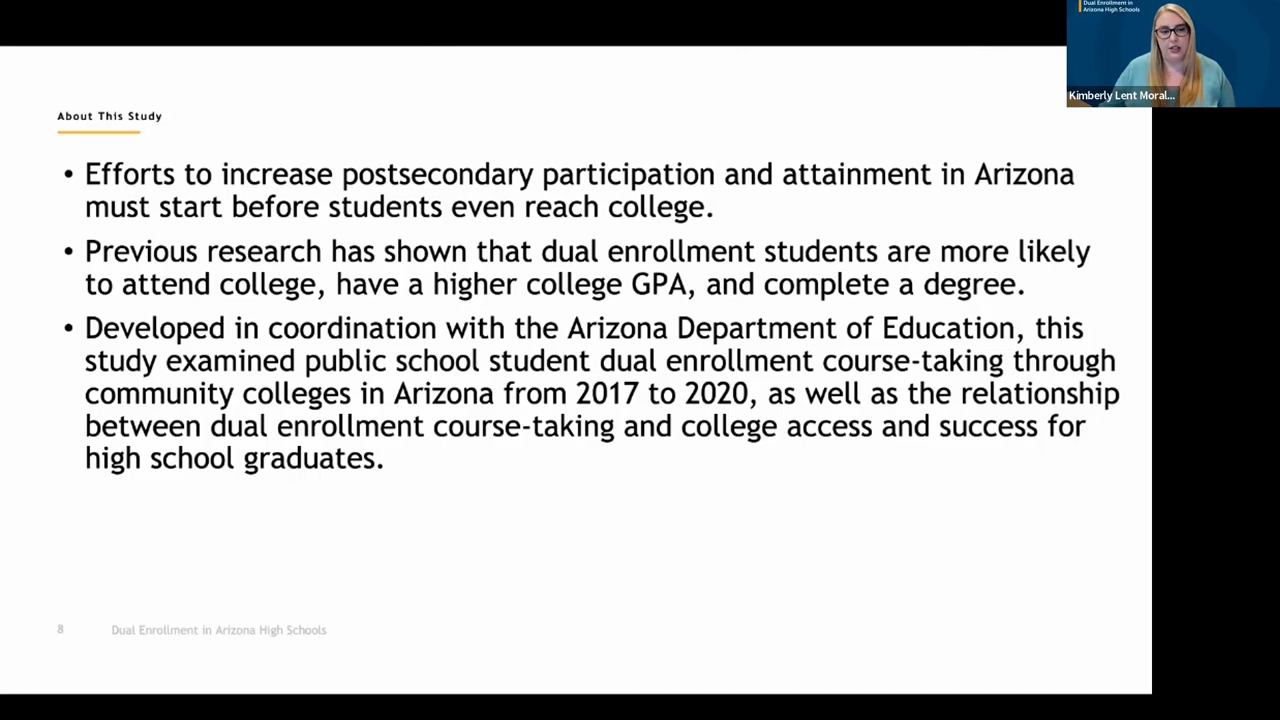 Dual Enrollment in
Arizona High Schools
Kimberly Lent Moral...
About This Study
• Efforts to increase postsecondary participation and attainment in Arizona
must start before students even reach college.
• Previous research has shown that dual enrollment students are more likely
to attend college, have a higher college GPA, and complete a degree.
• Developed in coordination with the Arizona Department of Education, this
study examined public school student dual enrollment course-taking through
community colleges in Arizona from 2017 to 2020, as well as the relationship
between dual enrollment course-taking and college access and success for
high school graduates.
8 Dual Enrollment in Arizona High Schools